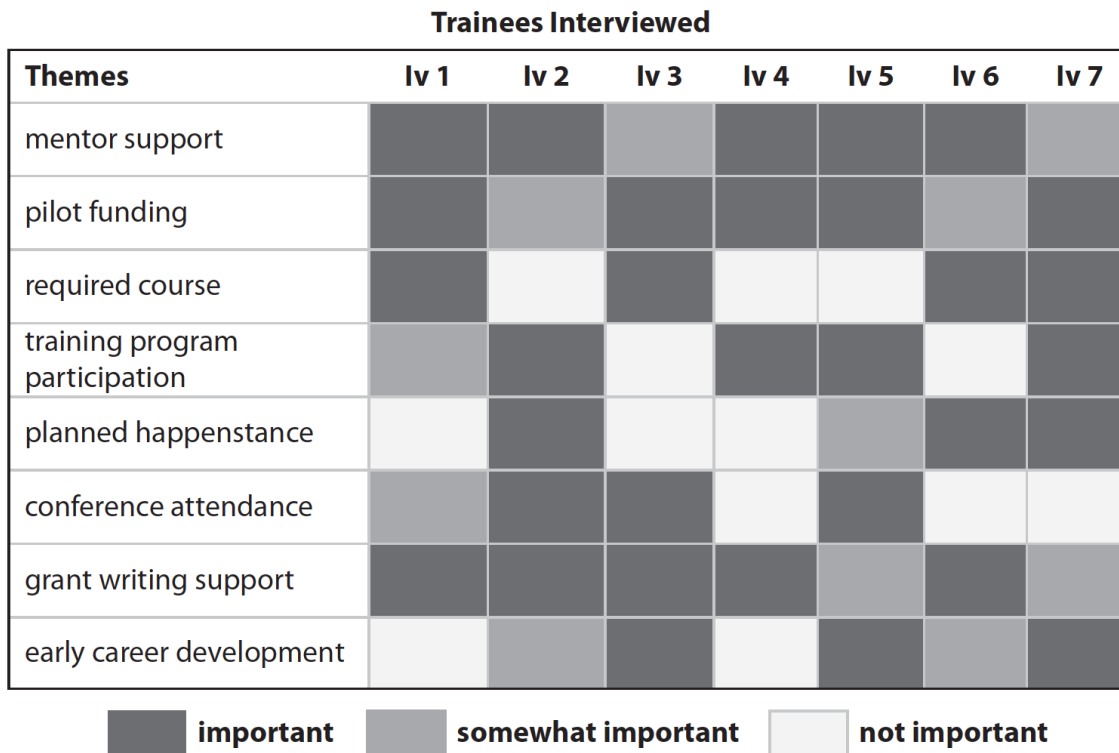 Trainees Interviewed
Themes Iv 1 Iv 2 Iv 3 Iv 4 Iv 5 Iv 6 Iv 7
mentor support
pilot funding
required course
training program
participation
planned happenstance
conference attendance
grant writing support
early career development
important somewhat important not important